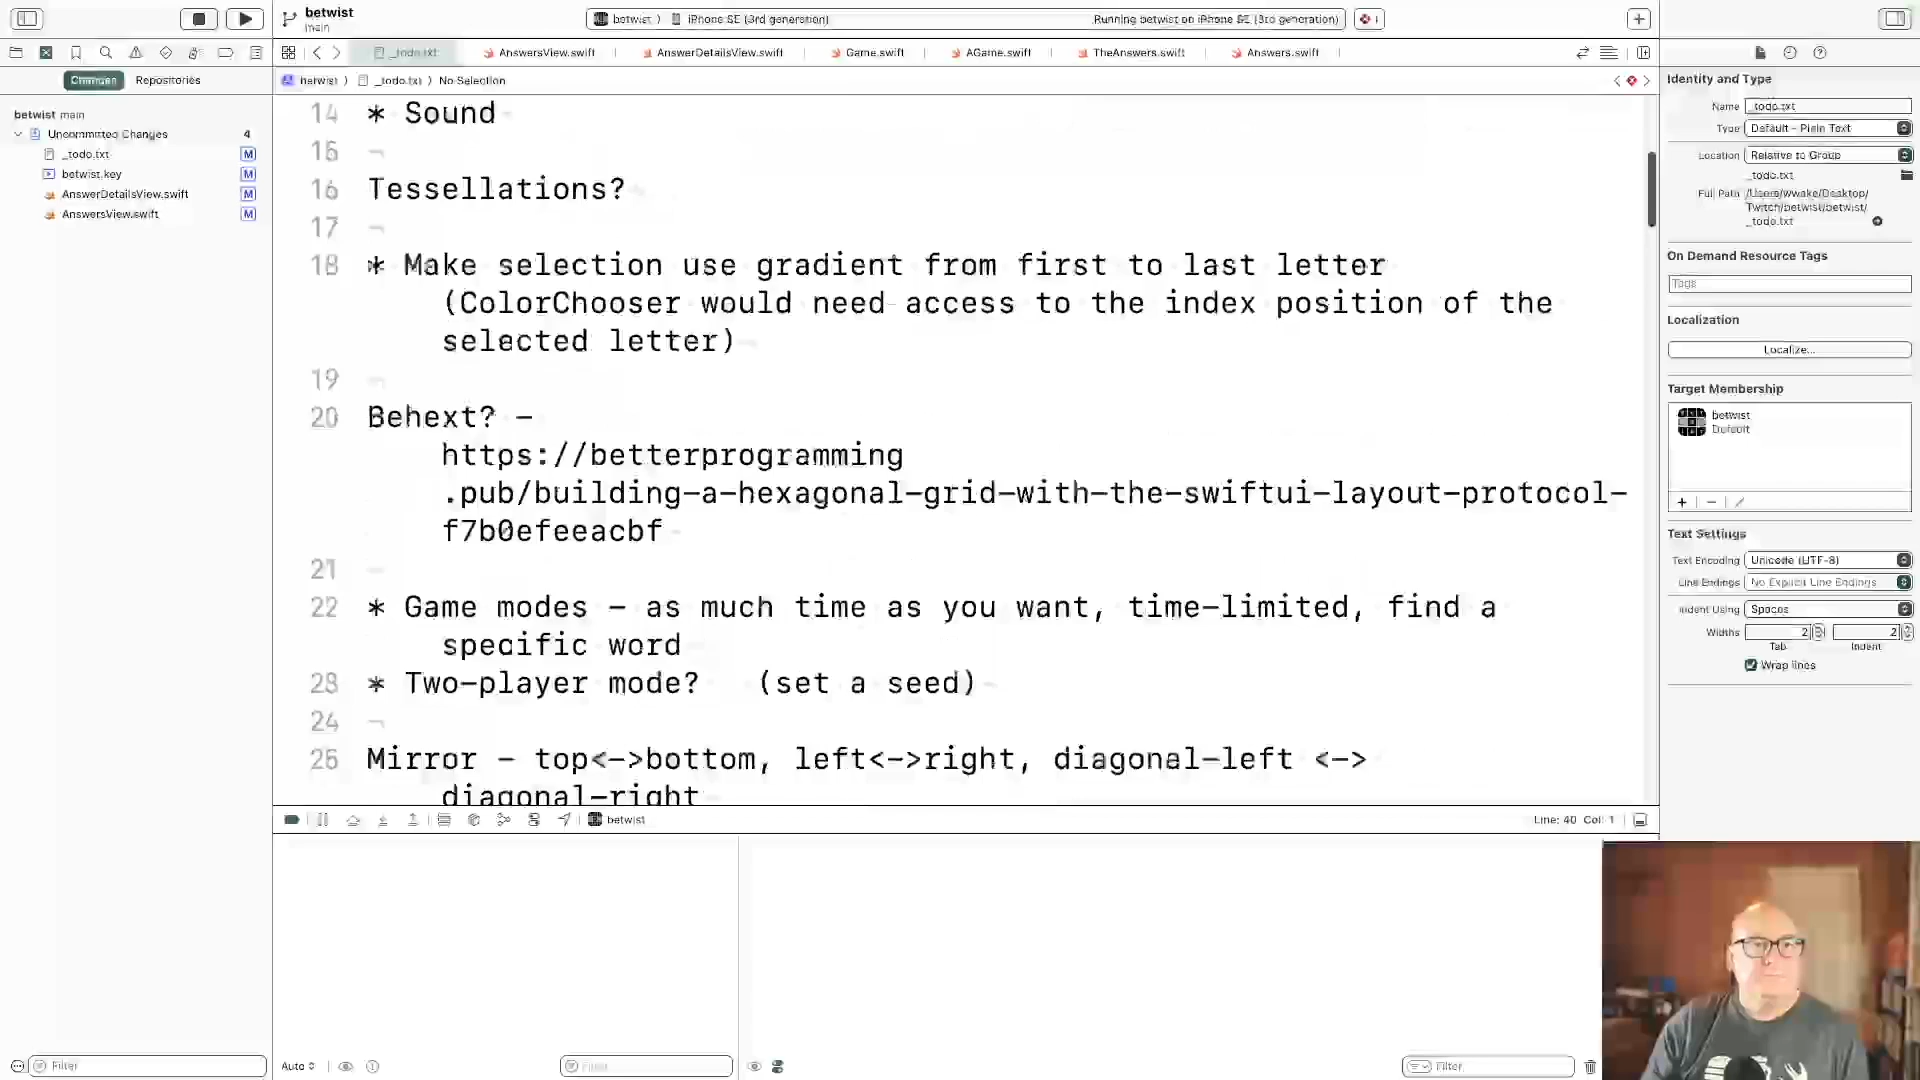 betwist
main
betwist
iPhone SE (3rd generation)
Running betwist on iPhone SE (3rd generation)
1
_todo.txt
AnswersView.swift
AnswerDetailsView.swift
Game.swift
AGame.swift
TheAnswers.swift
Answers.swift
Changes
Repositories
betwist
_todo.txt
No Selection
betwist main
Uncommitted Changes
4
_todo.txt
M
betwist.key
M
AnswerDetailsView.swift
M
AnswersView.swift
M
14 * Sound
15
16 Tessellations?
17
18 * Make selection use gradient from first to last letter
(ColorChooser would need access to the index position of the
selected letter)
19
20 Behext? –
https://betterprogramming
.pub/building-a-hexagonal-grid-with-the-swiftui-layout-protocol-
f7b0efeeacbf
21
22 * Game modes – as much time as you want, time-limited, find a
specific word
23 * Two-player mode? (set a seed)
24
25 Mirror – top<->bottom, left<->right, diagonal-left <->
diagonal-right
betwist
Line: 40 Col: 1
Identity and Type
Name _todo.txt
Type Default - Plain Text
Location Relative to Group
_todo.txt
Full Path /Users/wwake/Desktop/
Twitch/betwist/betwist/
_todo.txt
On Demand Resource Tags
Tags
Localization
Localize...
Target Membership
betwist
Default
Text Settings
Text Encoding Unicode (UTF-8)
Line Endings No Explicit Line Endings
Indent Using Spaces
Widths 2 2
Tab Indent
Wrap lines
Filter
Auto
Filter
Filter